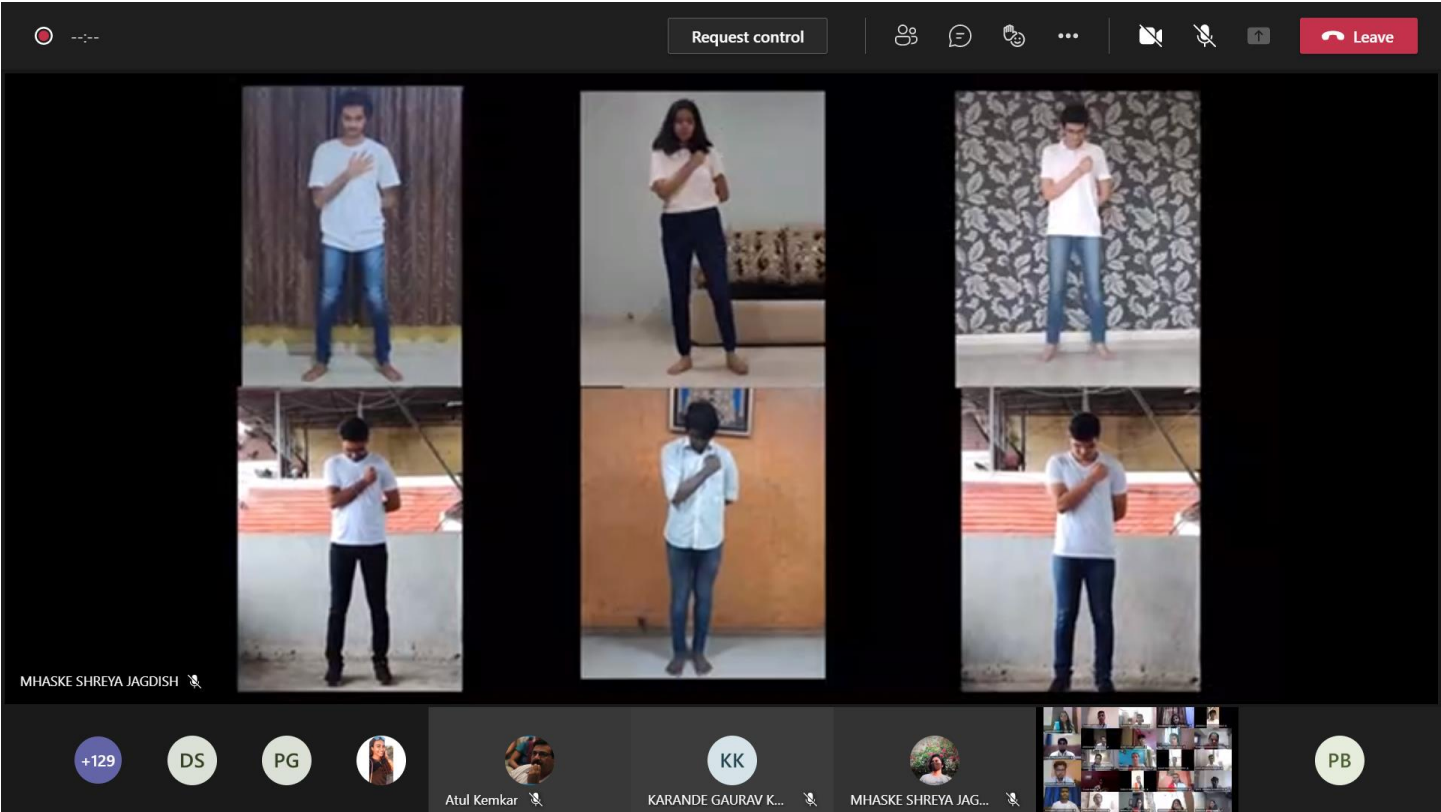 --:--
Request control
Leave
MHASKE SHREYA JAGDISH
+129
DS
PG
Atul Kemkar
KK
KARANDE GAURAV K...
MHASKE SHREYA JAG...
PB